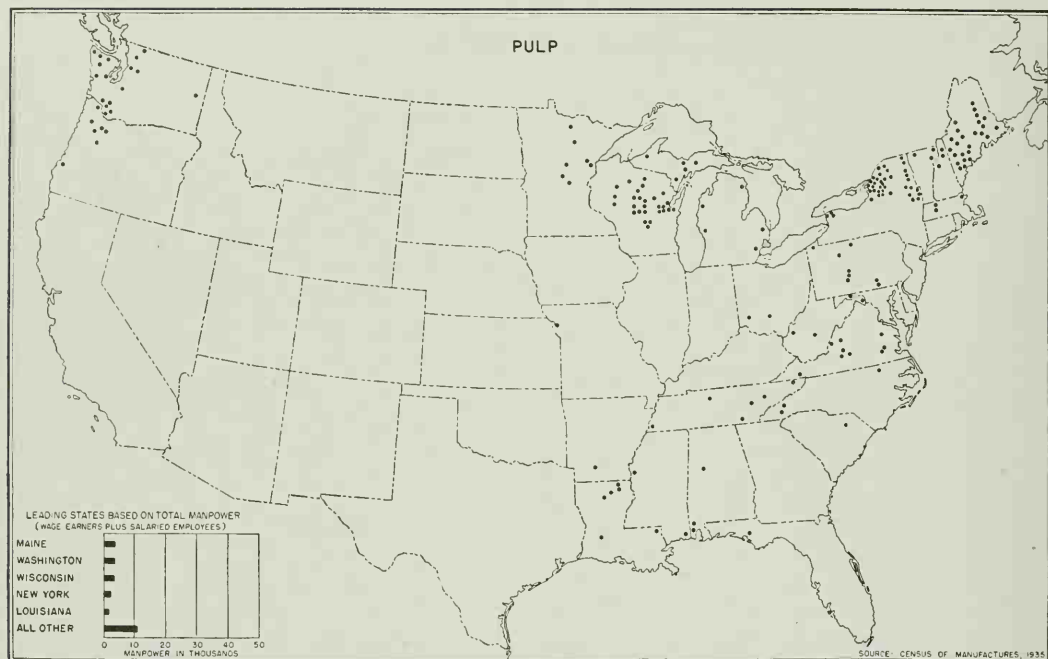 PULP
LEADING STATES BASED ON TOTAL MANPOWER
(WAGE EARNERS PLUS SALARIED EMPLOYEES)
MAINE
WASHINGTON
WISCONSIN
NEW YORK
LOUISIANA
ALL OTHER
0 10 20 30 40 50
MANPOWER IN THOUSANDS
SOURCE: CENSUS OF MANUFACTURES, 1935